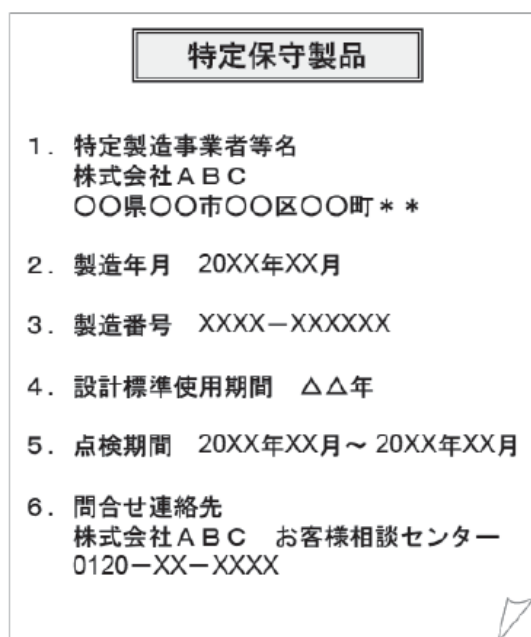 特定保守製品
1. 特定製造事業者等名
株式会社ABC
〇〇県〇〇市〇〇区〇〇町**
2. 製造年月 20XX年XX月
3. 製造番号 XXXX-XXXXXX
4. 設計標準使用期間 △△年
5. 点検期間 20XX年XX月~20XX年XX月
6. 問合せ連絡先
株式会社ABC お客様相談センター
0120-XX-XXXX